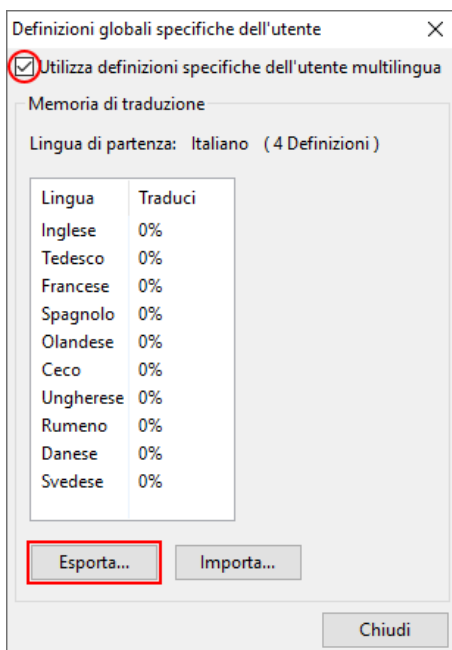 Definizioni globali specifiche dell'utente
Utilizza definizioni specifiche dell'utente multilingua
Memoria di traduzione
Lingua di partenza: Italiano ( 4 Definizioni )
Lingua Traduci
Inglese 0%
Tedesco 0%
Francese 0%
Spagnolo 0%
Olandese 0%
Ceco 0%
Ungherese 0%
Rumeno 0%
Danese 0%
Svedese 0%
Esporta... Importa...
Chiudi